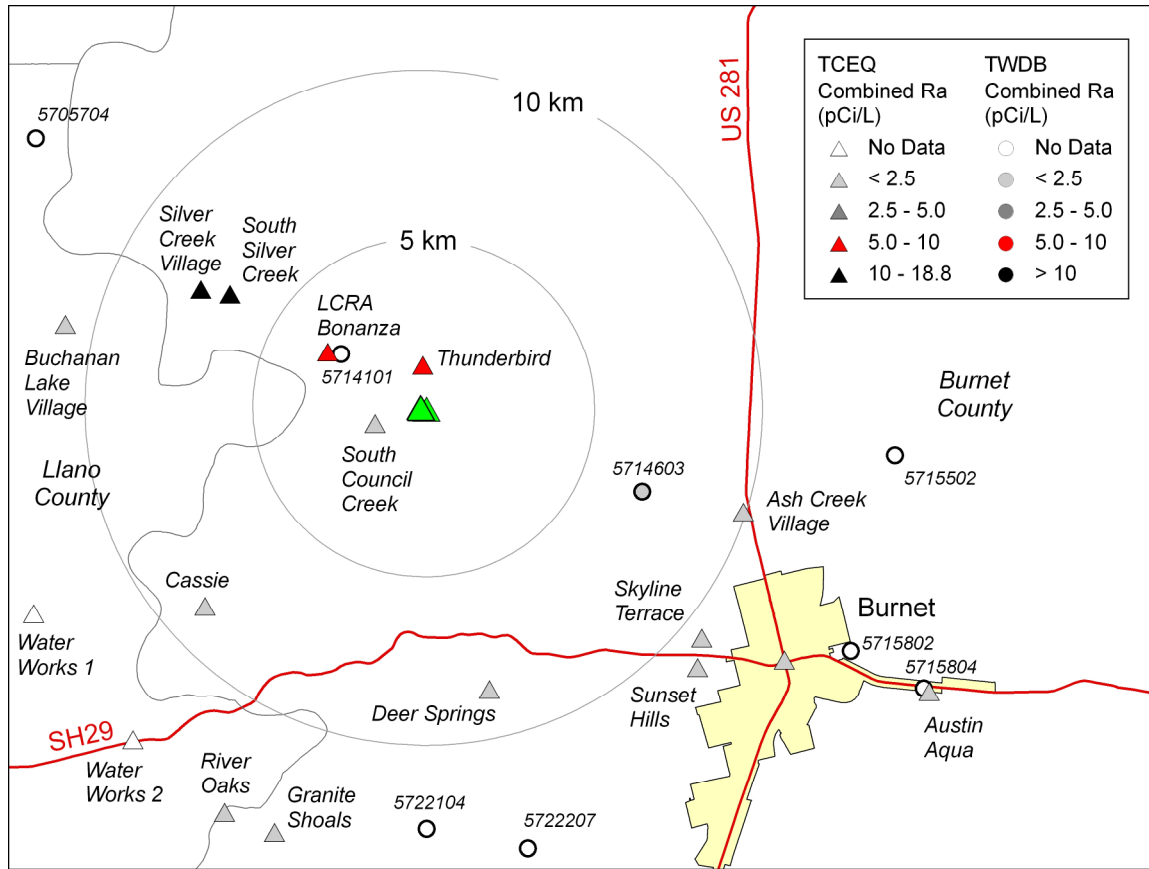 10 km
US 281
TCEQ
Combined Ra
(pCi/L)
No Data
< 2.5
2.5 - 5.0
5.0 - 10
10 - 18.8
TWDB
Combined Ra
(pCi/L)
No Data
< 2.5
2.5 - 5.0
5.0 - 10
> 10
5705704
Silver
Creek
Village
South
Silver
Creek
5 km
LCRA
Bonanza
5714101
Thunderbird
Buchanan
Lake
Village
Burnet
County
Llano
County
South
Council
Creek
5714603
5715502
Ash Creek
Village
Cassie
Skyline
Terrace
Burnet
5715802
5715804
Water
Works 1
Deer Springs
Sunset
Hills
Austin
Aqua
SH29
Water
Works 2
River
Oaks
Granite
Shoals
5722104
5722207